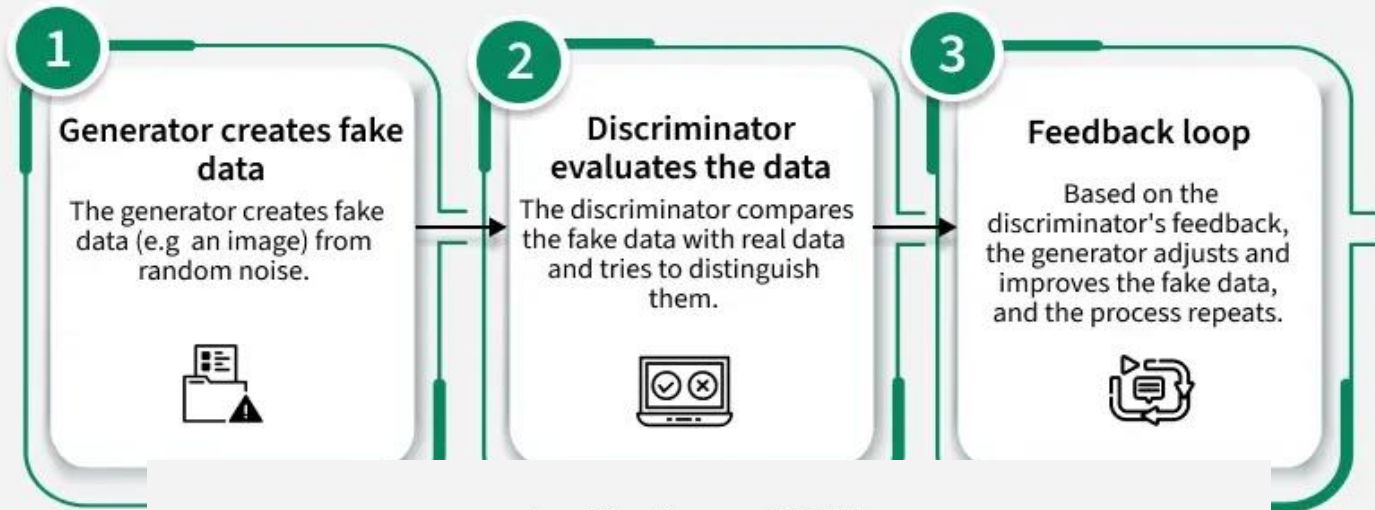 1
Generator creates fake
data
The generator creates fake
data (e.g an image) from
random noise.
2
Discriminator
evaluates the data
The discriminator compares
the fake data with real data
and tries to distinguish
them.
3
Feedback loop
Based on the
discriminator's feedback,
the generator adjusts and
improves the fake data,
and the process repeats.